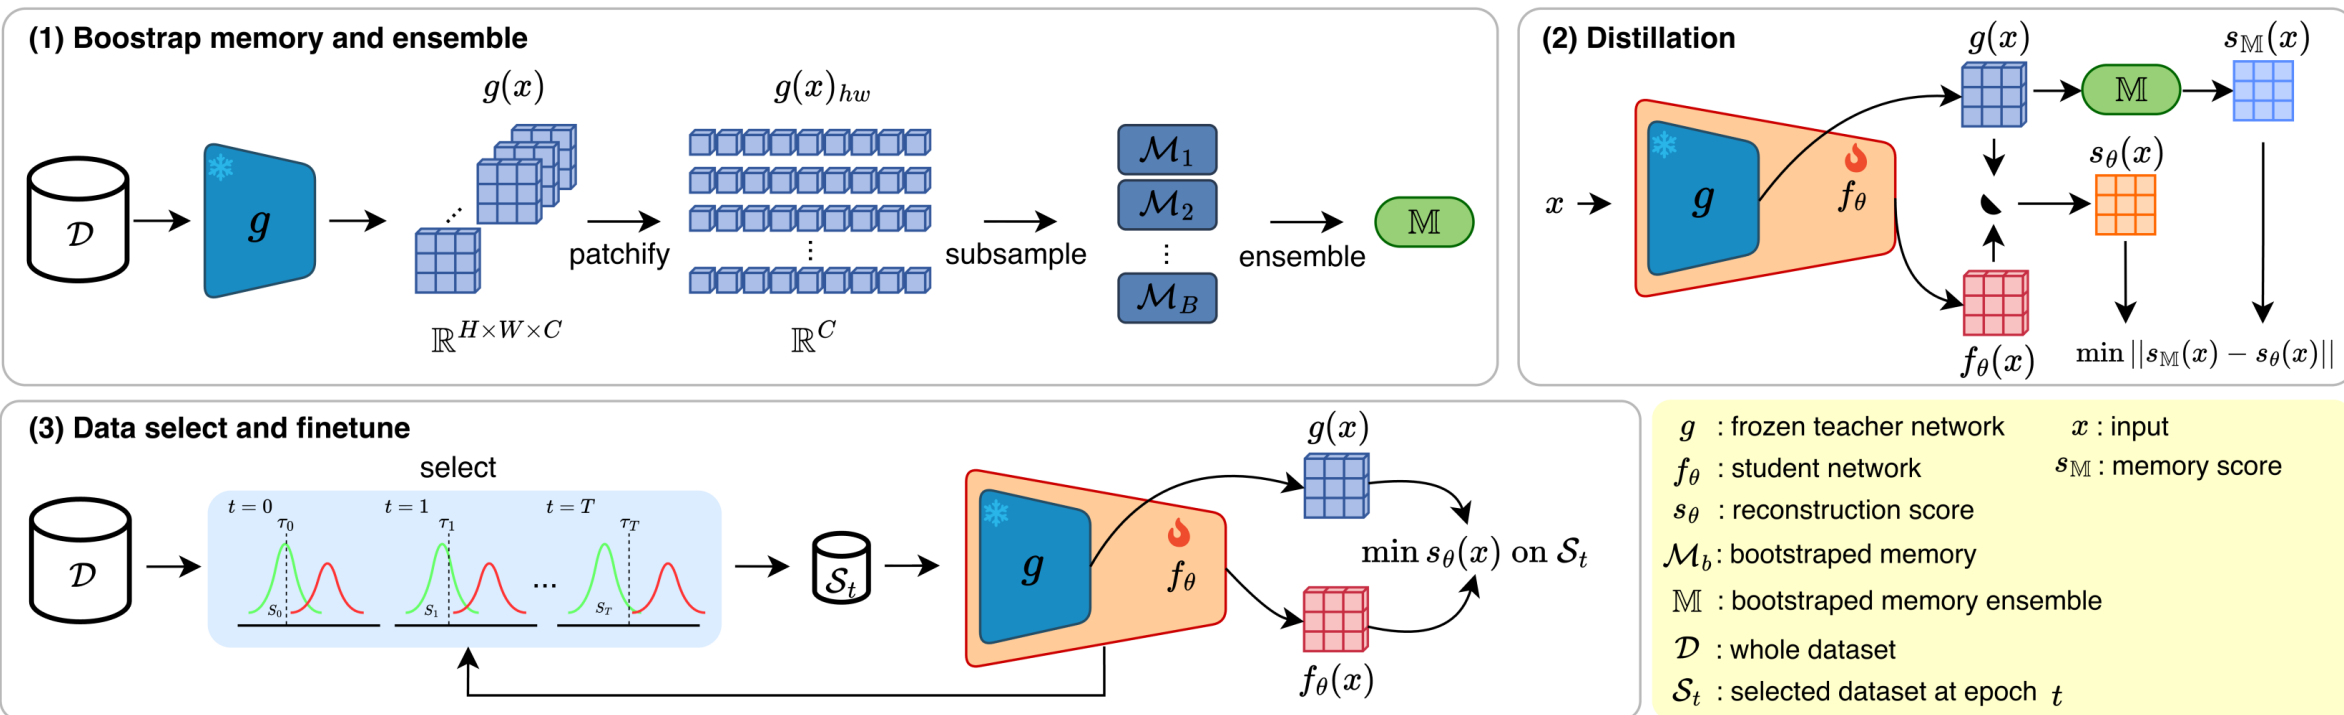 (1) Boostrap memory and ensemble
g(x)
g(x)_{hw}
𝒟
g
patchify
subsample
ensemble
ℝ^{H×W×C}
ℝ^C
ℳ_1
ℳ_2
⋮
ℳ_B
𝕄
(2) Distillation
g(x)
𝕄
s_𝕄(x)
s_θ(x)
x
g
f_θ
f_θ(x)
min ||s_𝕄(x) − s_θ(x)||
(3) Data select and finetune
select
𝒟
t = 0
τ_0
S_0
t = 1
τ_1
S_1
...
t = T
τ_T
S_T
𝒮_t
g
f_θ
g(x)
min s_θ(x) on 𝒮_t
f_θ(x)
g : frozen teacher network
x : input
f_θ : student network
s_𝕄 : memory score
s_θ : reconstruction score
ℳ_b : bootstraped memory
𝕄 : bootstraped memory ensemble
𝒟 : whole dataset
𝒮_t : selected dataset at epoch t